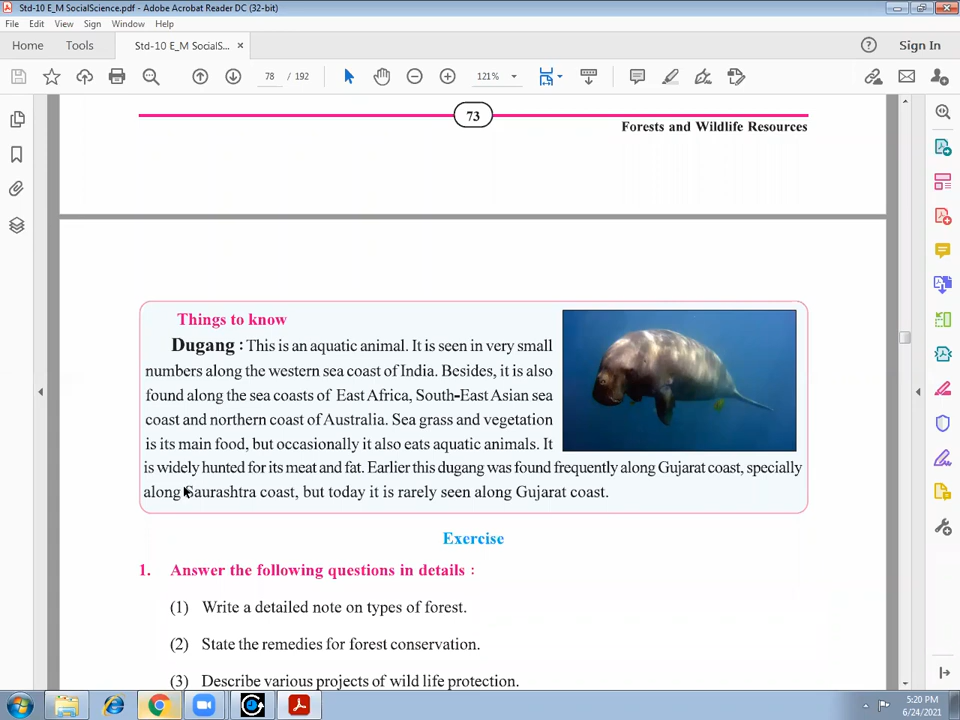 Std-10 E_M SocialScience.pdf - Adobe Acrobat Reader DC (32-bit)
File Edit View Sign Window Help
Home Tools Std-10 E_M SocialS... × Sign In
78 / 192 121%
73
Forests and Wildlife Resources
Things to know
Dugang : This is an aquatic animal. It is seen in very small
numbers along the western sea coast of India. Besides, it is also
found along the sea coasts of East Africa, South-East Asian sea
coast and northern coast of Australia. Sea grass and vegetation
is its main food, but occasionally it also eats aquatic animals. It
is widely hunted for its meat and fat. Earlier this dugang was found frequently along Gujarat coast, specially
along Saurashtra coast, but today it is rarely seen along Gujarat coast.
Exercise
1. Answer the following questions in details :
(1) Write a detailed note on types of forest.
(2) State the remedies for forest conservation.
(3) Describe various projects of wild life protection.
5:20 PM
6/24/2021